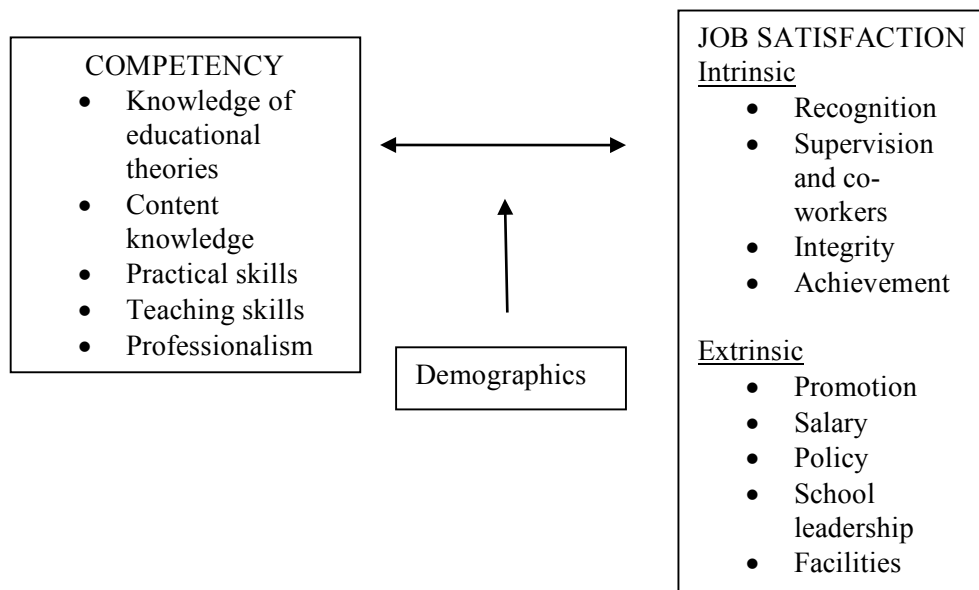 COMPETENCY
• Knowledge of
educational
theories
• Content
knowledge
• Practical skills
• Teaching skills
• Professionalism
Demographics
JOB SATISFACTION
Intrinsic
• Recognition
• Supervision
and co-
workers
• Integrity
• Achievement
Extrinsic
• Promotion
• Salary
• Policy
• School
leadership
• Facilities